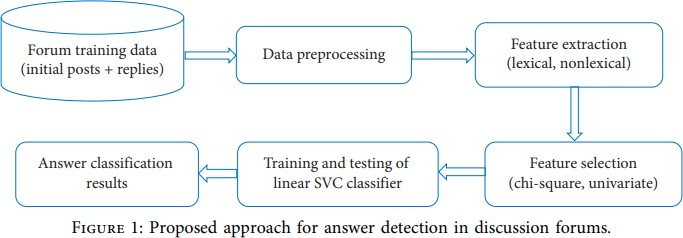 Forum training data
(initial posts + replies)
Data preprocessing
Feature extraction
(lexical, nonlexical)
Answer classification
results
Training and testing of
linear SVC classifier
Feature selection
(chi-square, univariate)
FIGURE 1: Proposed approach for answer detection in discussion forums.